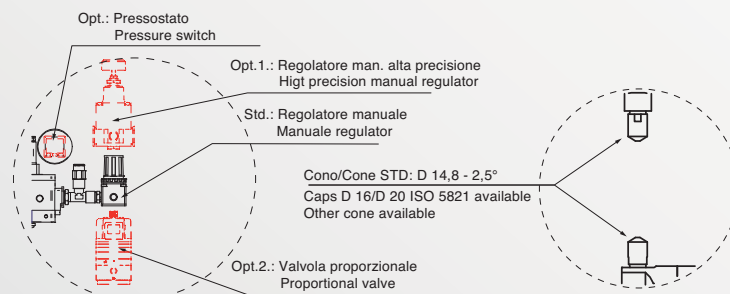 Opt.: Pressostato
Pressure switch
Opt.1.: Regolatore man. alta precisione
Higt precision manual regulator
Std.: Regolatore manuale
Manuale regulator
Cono/Cone STD: D 14,8 - 2,5°
Caps D 16/D 20 ISO 5821 available
Other cone available
Opt.2.: Valvola proporzionale
Proportional valve